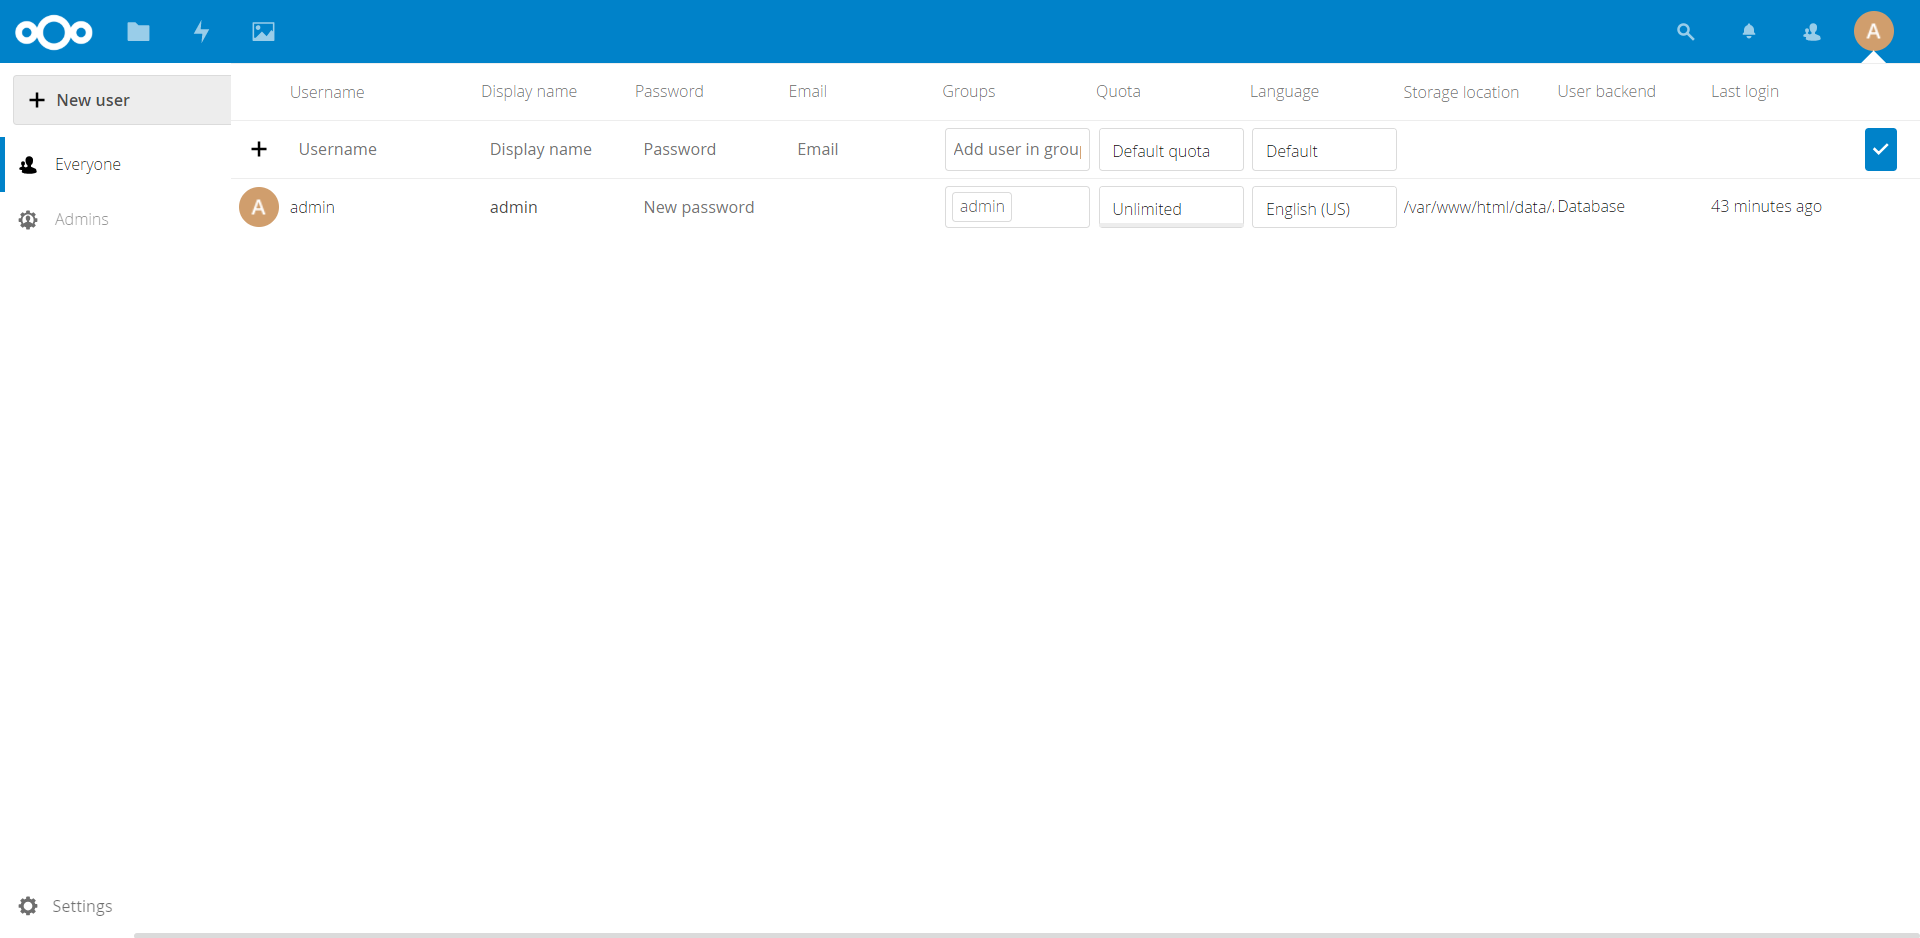 A
New user
Username Display name Password Email Groups Quota Language Storage location User backend Last login
Everyone
Username Display name Password Email Add user in grou Default quota Default
Admins
A admin admin New password admin Unlimited English (US) /var/www/html/data/. Database 43 minutes ago
Settings